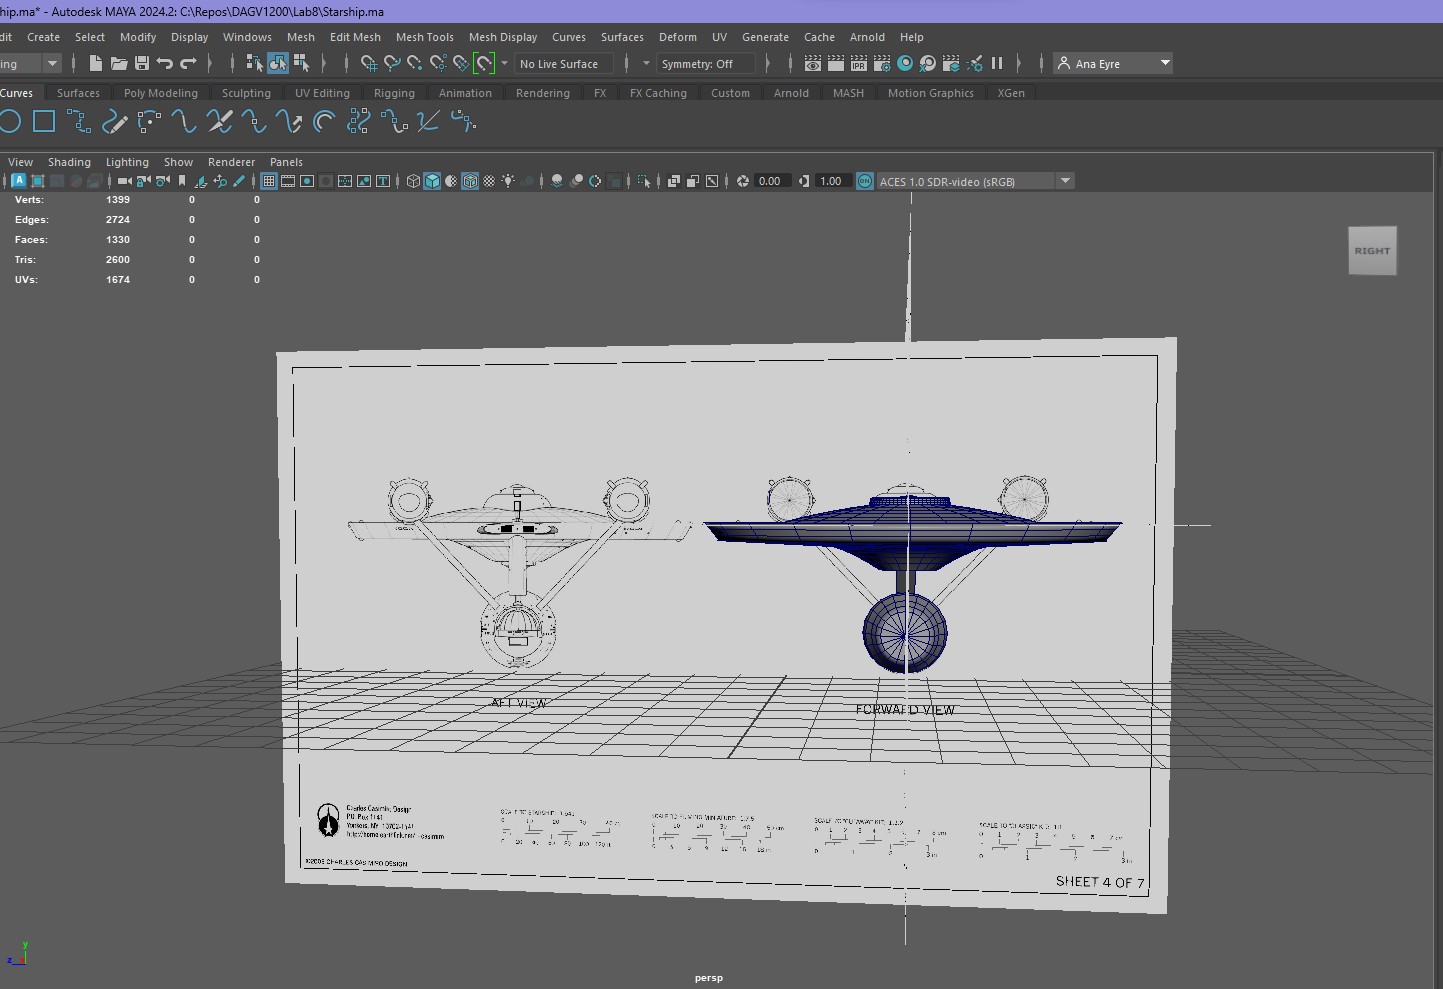 hip.ma* - Autodesk MAYA 2024.2: C:\Repos\DAGV1200\Lab8\Starship.ma
dit Create Select Modify Display Windows Mesh Edit Mesh Mesh Tools Mesh Display Curves Surfaces Deform UV Generate Cache Arnold Help
ing No Live Surface Symmetry: Off IPR Ana Eyre
Curves Surfaces Poly Modeling Sculpting UV Editing Rigging Animation Rendering FX FX Caching Custom Arnold MASH Motion Graphics XGen
View Shading Lighting Show Renderer Panels
0.00 1.00 ON ACES 1.0 SDR-video (sRGB)
Verts: 1399 0 0
Edges: 2724 0 0
Faces: 1330 0 0
Tris: 2600 0 0
UVs: 1674 0 0
RIGHT
AFT VIEW
FORWARD VIEW
Charles Casimiro Design
P.O. Box 1141
©2003 CHARLES CASIMIRO DESIGN
SHEET 4 OF 7
y
z
persp